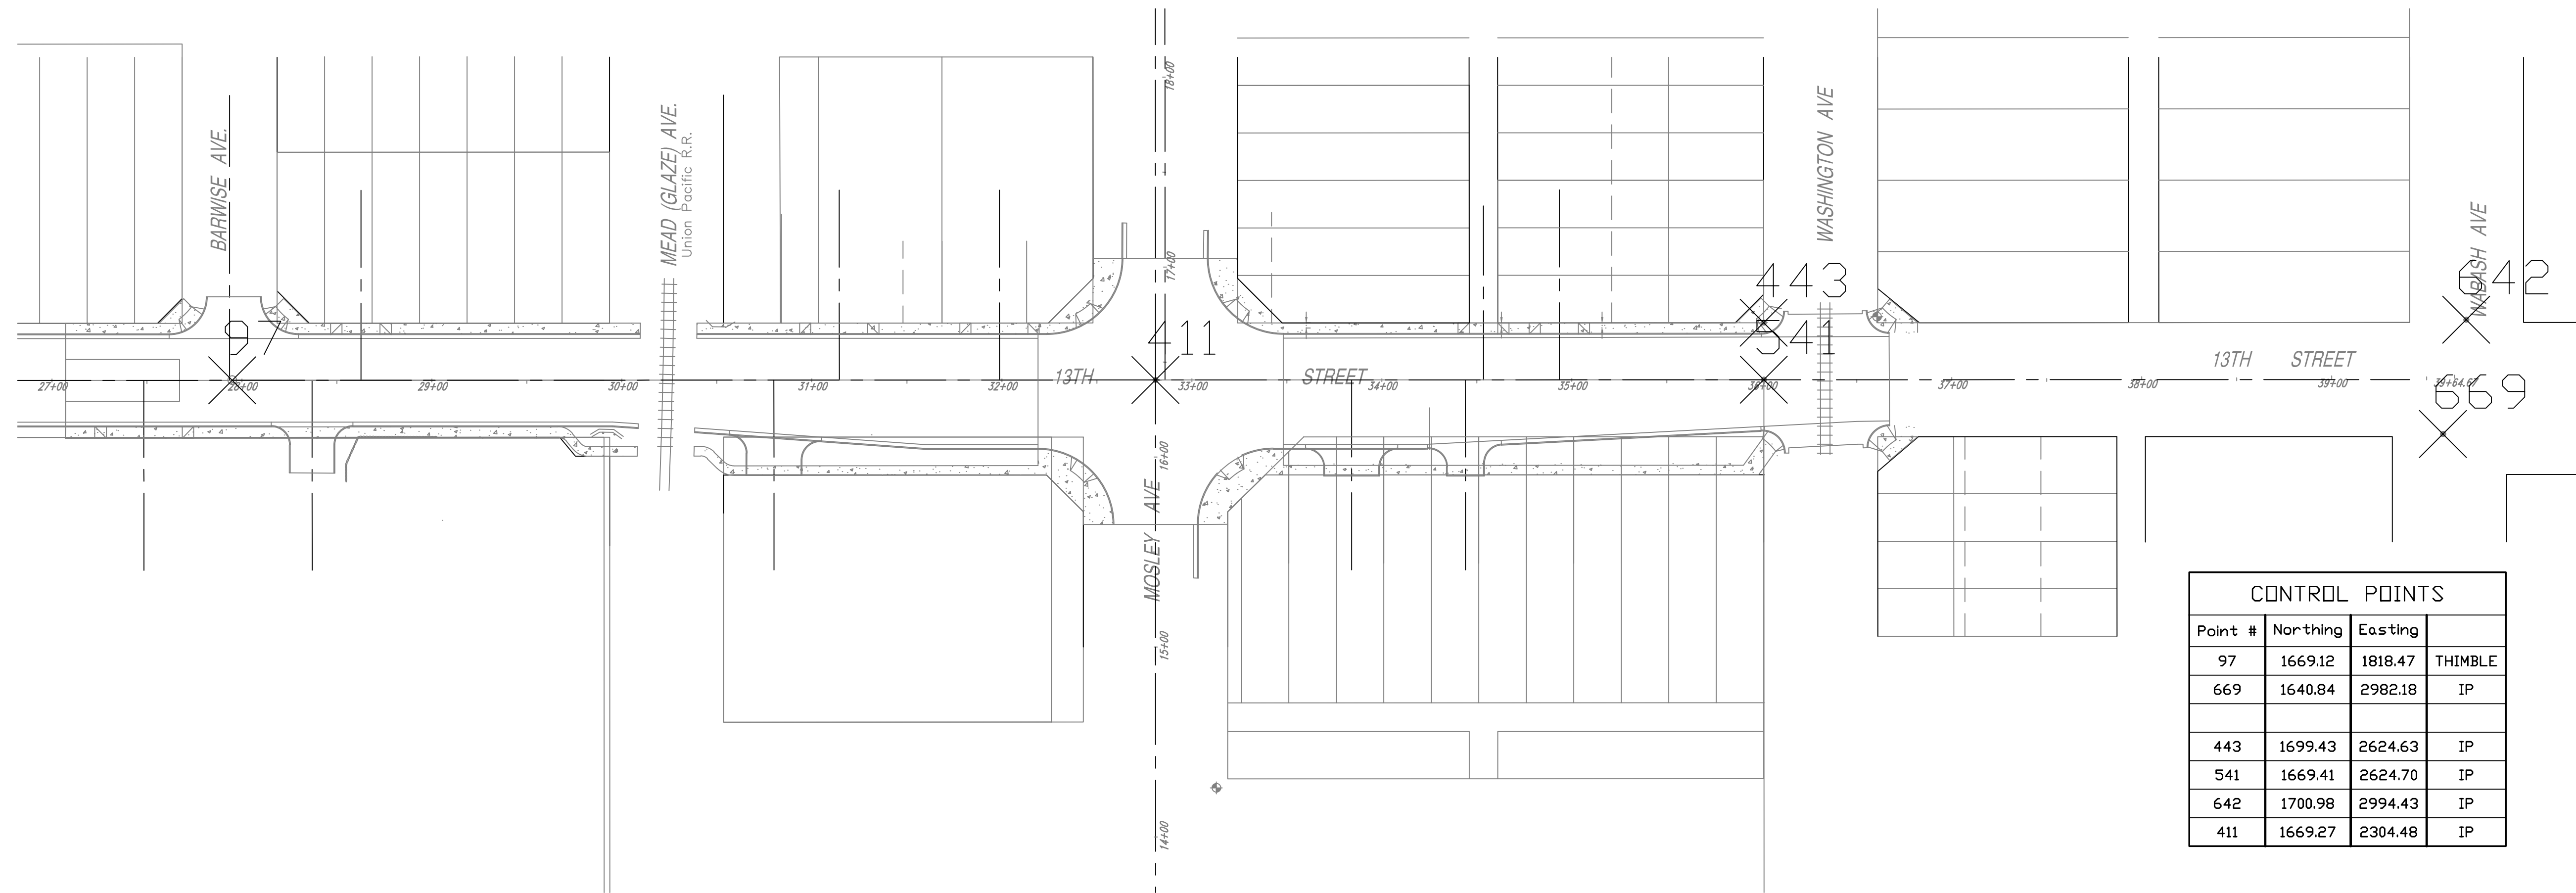 BARWISE AVE.
MEAD (GLAZE) AVE.
Union Pacific R.R.
18+00
17+00
WASHINGTON AVE
WABASH AVE
443
642
97
411
541
13TH STREET
27+00 28+00 29+00 30+00 31+00 32+00 13TH 33+00 STREET 34+00 35+00 36+00 37+00 38+00 39+00 39+64.67
669
16+00
MOSLEY AVE
15+00
14+00
CONTROL POINTS
Point # Northing Easting
97 1669.12 1818.47 THIMBLE
669 1640.84 2982.18 IP
443 1699.43 2624.63 IP
541 1669.41 2624.70 IP
642 1700.98 2994.43 IP
411 1669.27 2304.48 IP